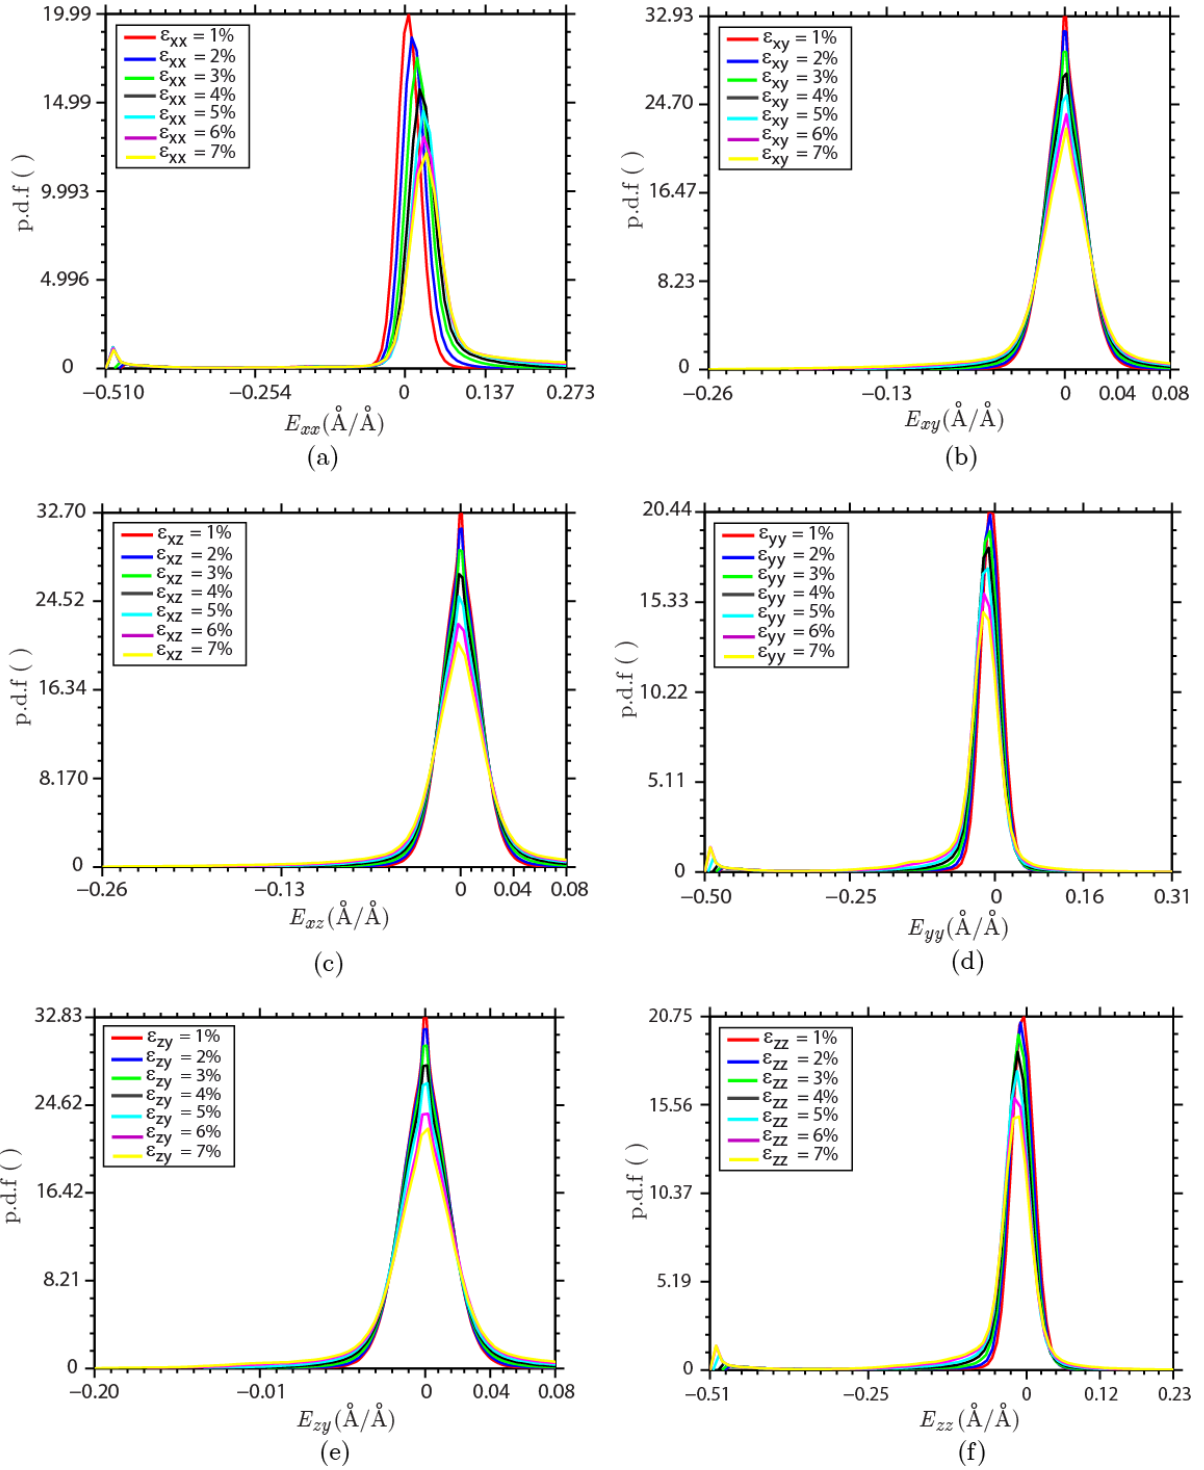 19.99
14.99
9.993
4.996
0
p.d.f ( )
εxx = 1%
εxx = 2%
εxx = 3%
εxx = 4%
εxx = 5%
εxx = 6%
εxx = 7%
−0.510
−0.254
0
0.137
0.273
Exx(Å/Å)
(a)
32.93
24.70
16.47
8.23
0
p.d.f ( )
εxy = 1%
εxy = 2%
εxy = 3%
εxy = 4%
εxy = 5%
εxy = 6%
εxy = 7%
−0.26
−0.13
0
0.04
0.08
Exy(Å/Å)
(b)
32.70
24.52
16.34
8.170
0
p.d.f ( )
εxz = 1%
εxz = 2%
εxz = 3%
εxz = 4%
εxz = 5%
εxz = 6%
εxz = 7%
−0.26
−0.13
0
0.04
0.08
Exz(Å/Å)
(c)
20.44
15.33
10.22
5.11
0
p.d.f ( )
εyy = 1%
εyy = 2%
εyy = 3%
εyy = 4%
εyy = 5%
εyy = 6%
εyy = 7%
−0.50
−0.25
0
0.16
0.31
Eyy(Å/Å)
(d)
32.83
24.62
16.42
8.21
0
p.d.f ( )
εzy = 1%
εzy = 2%
εzy = 3%
εzy = 4%
εzy = 5%
εzy = 6%
εzy = 7%
−0.20
−0.01
0
0.04
0.08
Ezy(Å/Å)
(e)
20.75
15.56
10.37
5.19
0
p.d.f ( )
εzz = 1%
εzz = 2%
εzz = 3%
εzz = 4%
εzz = 5%
εzz = 6%
εzz = 7%
−0.51
−0.25
0
0.12
0.23
Ezz(Å/Å)
(f)